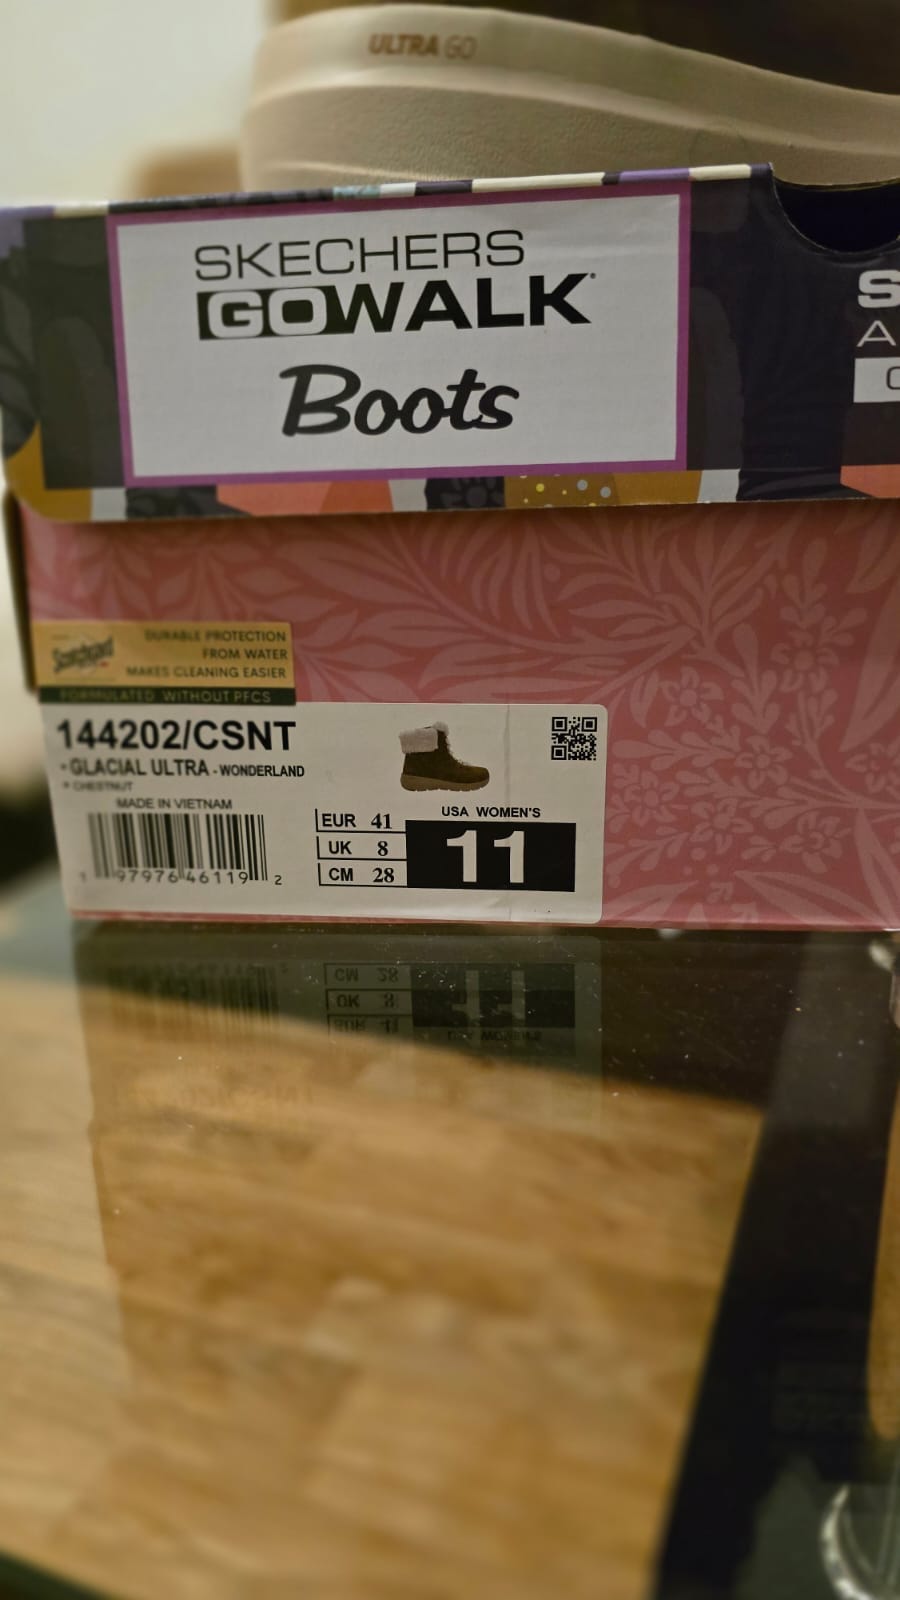 ULTRA GO
SKECHERS
GOWALK
Boots
S
A
Scotchgard
DURABLE PROTECTION
FROM WATER
MAKES CLEANING EASIER
FORMULATED WITHOUT PFCS
144202/CSNT
* GLACIAL ULTRA - WONDERLAND
* CHESTNUT
MADE IN VIETNAM
1 97976 46119 2
EUR 41
UK 8
CM 28
USA WOMEN'S
11